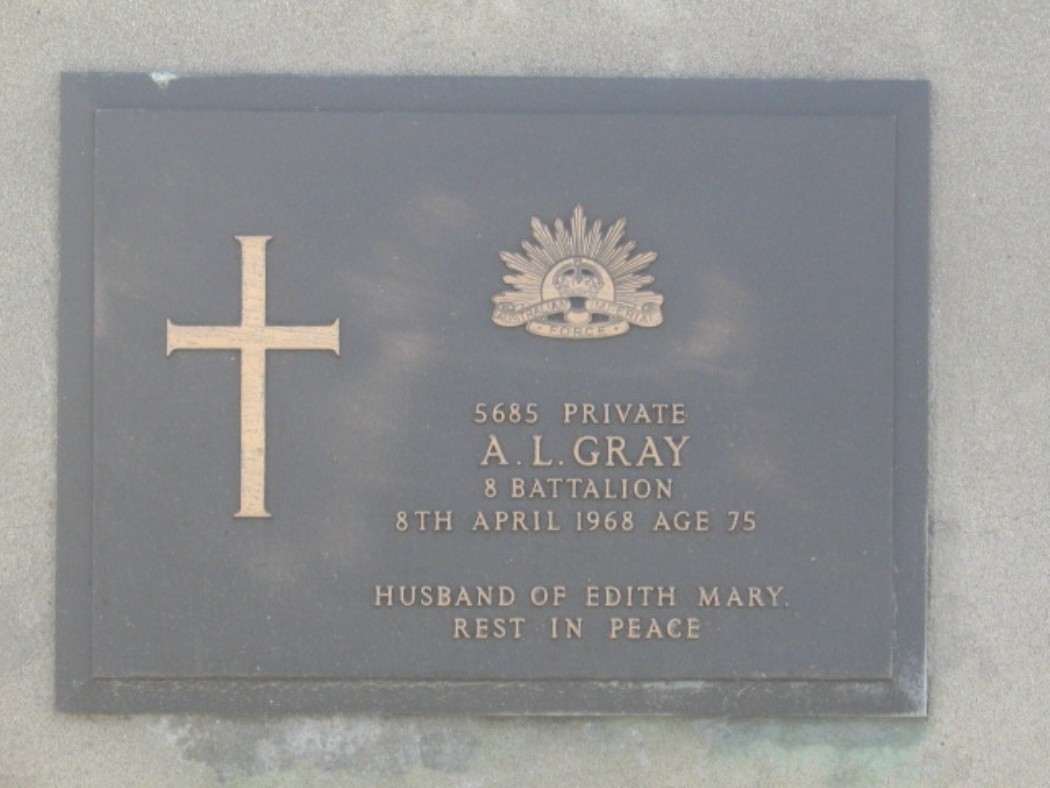 AUSTRALIAN IMPERIAL
FORCE
5685 PRIVATE
A. L. GRAY
8 BATTALION
8TH APRIL 1968 AGE 75
HUSBAND OF EDITH MARY.
REST IN PEACE